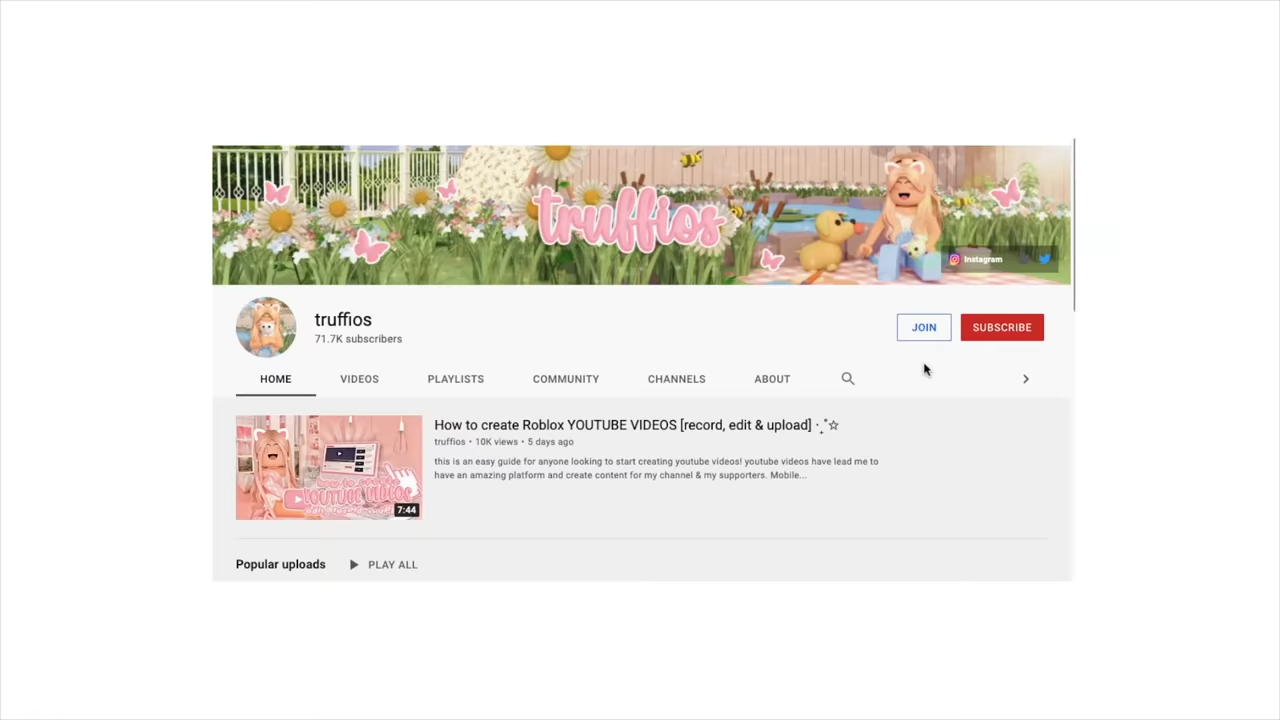 truffios
Instagram
truffios
71.7K subscribers
JOIN
SUBSCRIBE
HOME
VIDEOS
PLAYLISTS
COMMUNITY
CHANNELS
ABOUT
How to create Roblox YOUTUBE VIDEOS [record, edit & upload] ⋅˚₊☆
truffios • 10K views • 5 days ago
this is an easy guide for anyone looking to start creating youtube videos! youtube videos have lead me to
have an amazing platform and create content for my channel & my supporters. Mobile...
YOUTUBE VIDEOS
7:44
Popular uploads
PLAY ALL